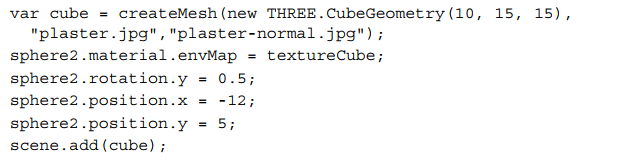 var cube = createMesh(new THREE.CubeGeometry(10, 15, 15),
"plaster.jpg","plaster-normal.jpg");
sphere2.material.envMap = textureCube;
sphere2.rotation.y = 0.5;
sphere2.position.x = -12;
sphere2.position.y = 5;
scene.add(cube);